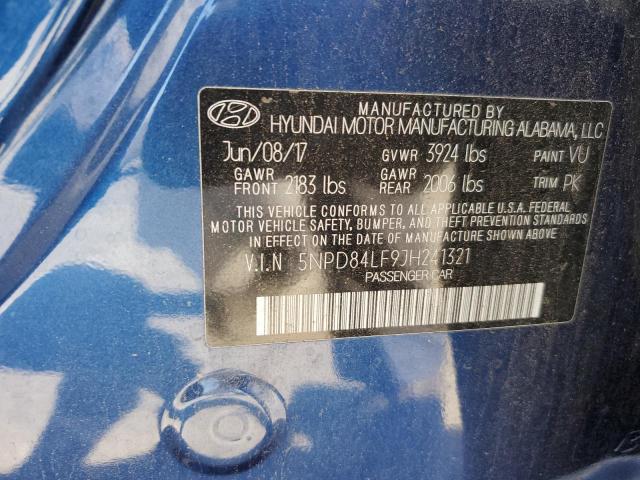 MANUFACTURED BY
HYUNDAI MOTOR MANUFACTURING ALABAMA, LLC
Jun/08/17 GVWR 3924 lbs PAINT VU
GAWR FRONT 2183 lbs GAWR REAR 2006 lbs TRIM PK
THIS VEHICLE CONFORMS TO ALL APPLICABLE U.S.A. FEDERAL
MOTOR VEHICLE SAFETY, BUMPER, AND THEFT PREVENTION STANDARDS
IN EFFECT ON THE DATE OF MANUFACTURE SHOWN ABOVE.
V.I.N 5NPD84LF9JH241321
PASSENGER CAR